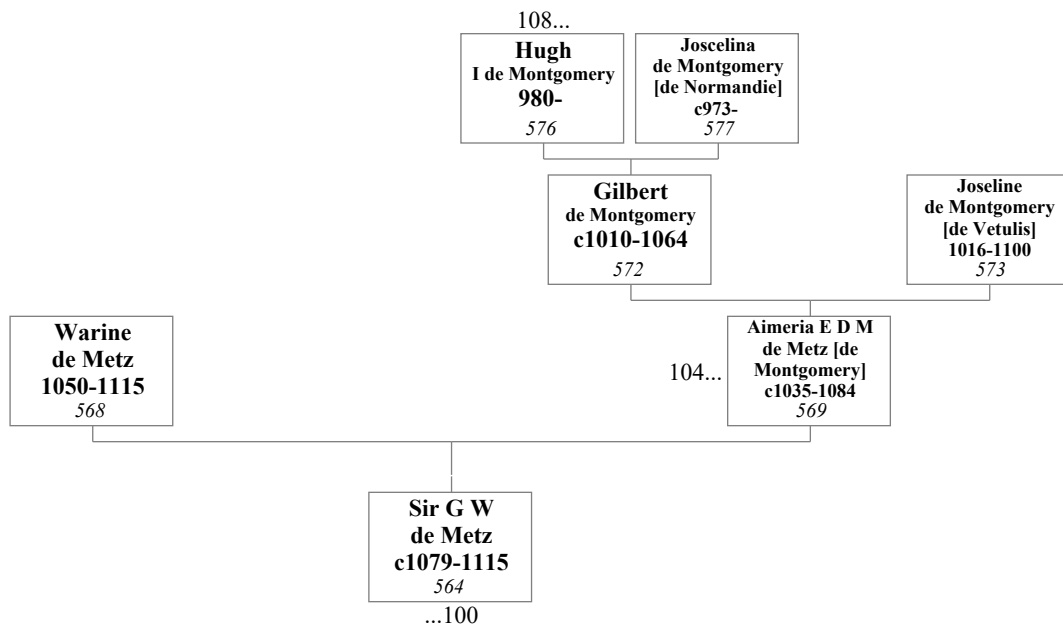 108...
Hugh
I de Montgomery
980-
576
Joscelina
de Montgomery
[de Normandie]
c973-
577
Gilbert
de Montgomery
c1010-1064
572
Joseline
de Montgomery
[de Vetulis]
1016-1100
573
Warine
de Metz
1050-1115
568
104...
Aimeria E D M
de Metz [de
Montgomery]
c1035-1084
569
Sir G W
de Metz
c1079-1115
564
...100